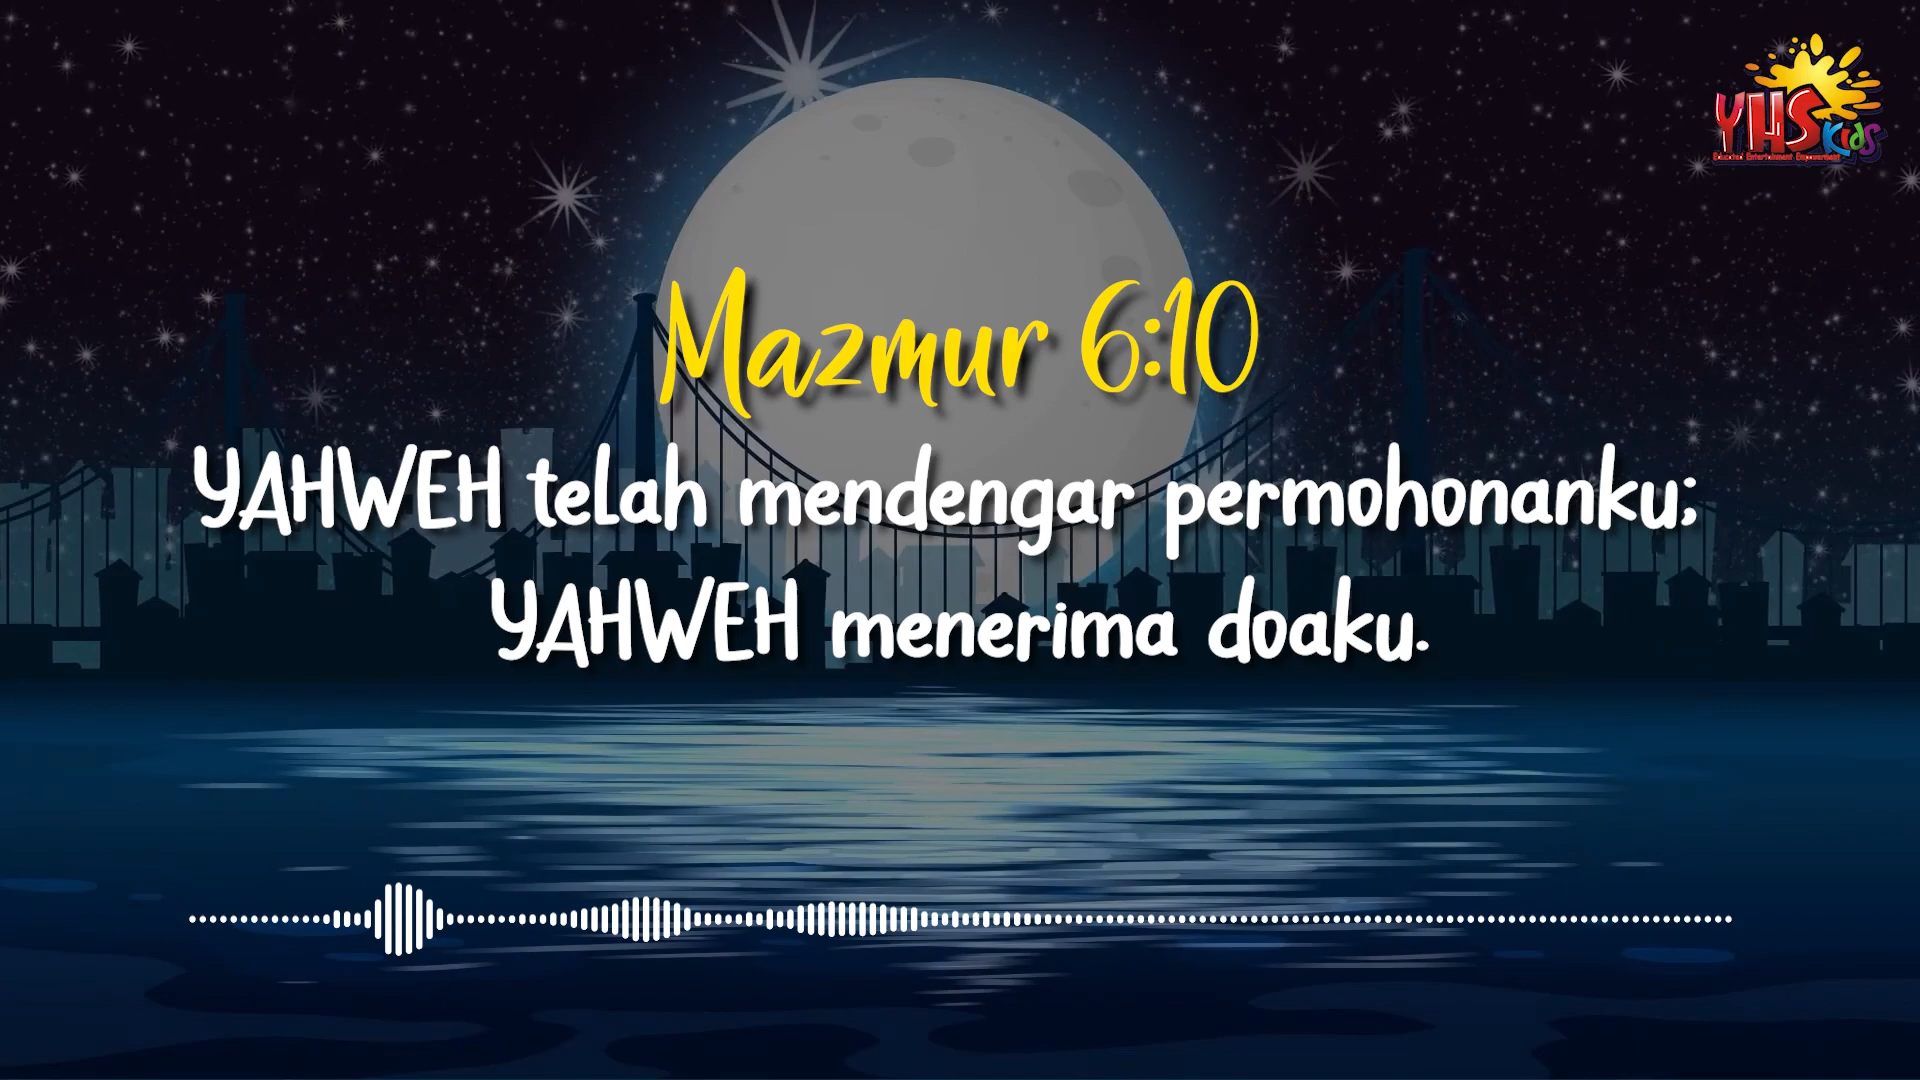 YHS Kids
Mazmur 6:10
YAHWEH telah mendengar permohonanku;
YAHWEH menerima doaku.